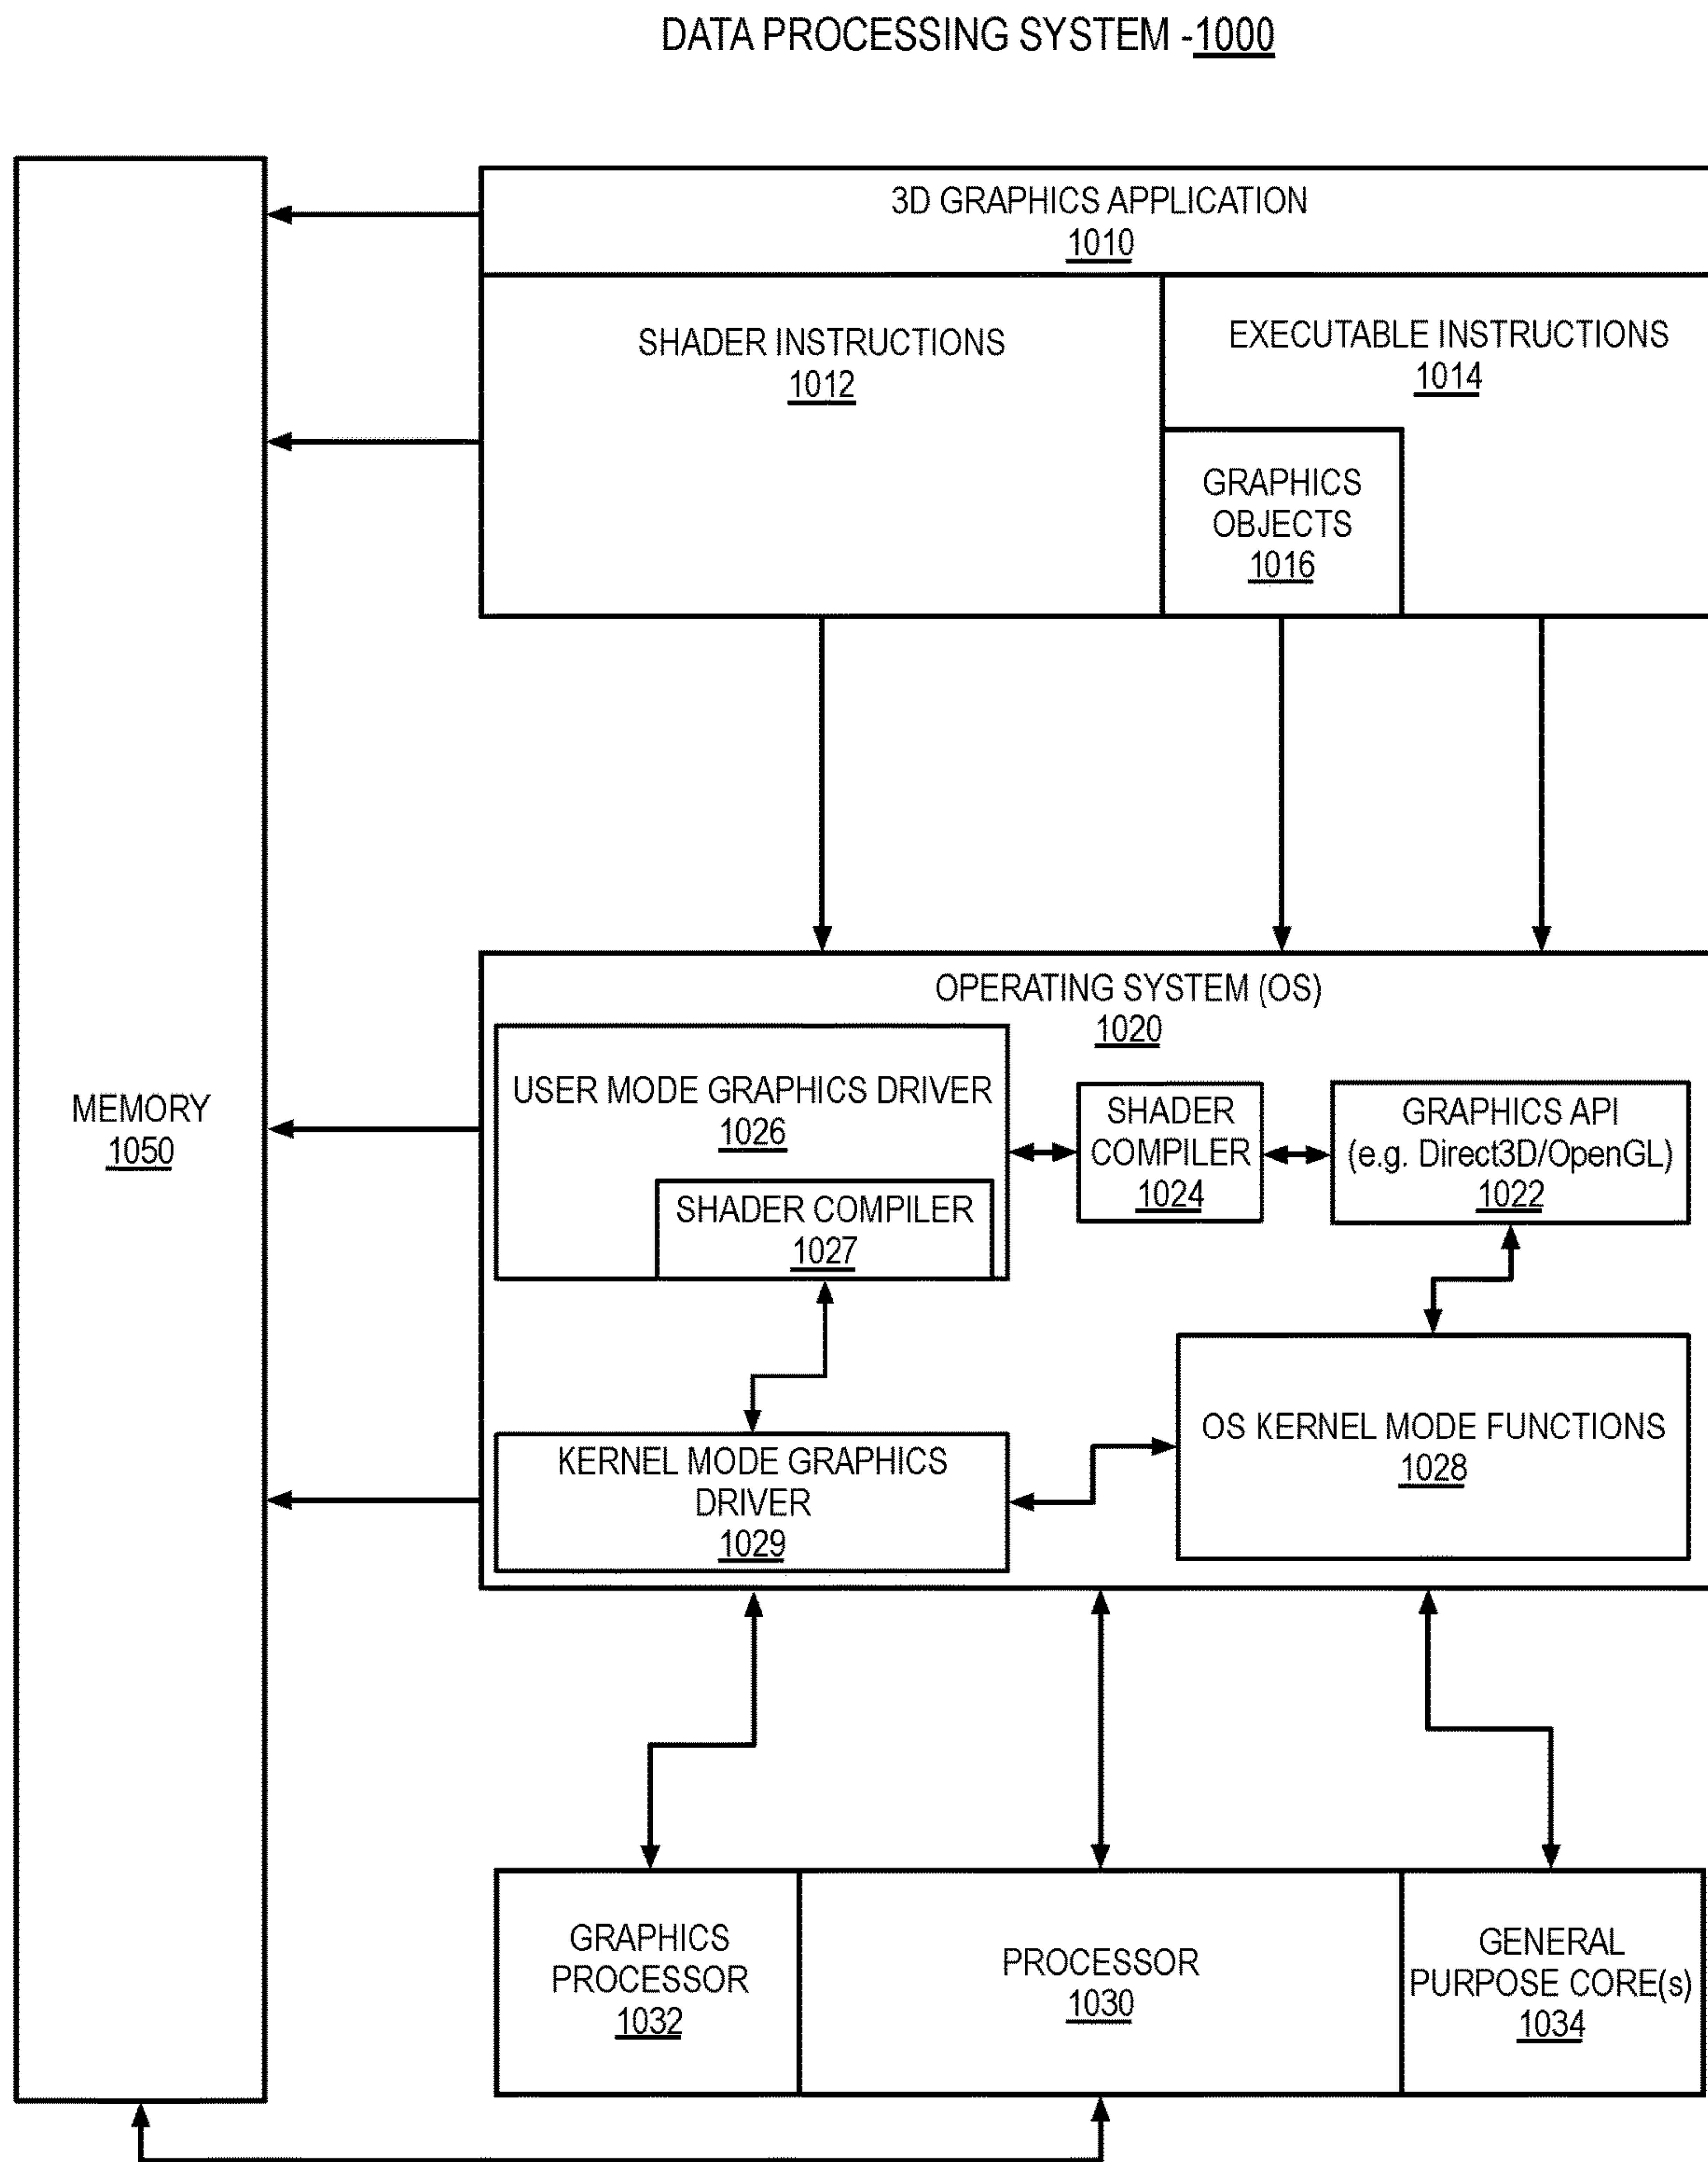 DATA PROCESSING SYSTEM -1000
3D GRAPHICS APPLICATION
1010
SHADER INSTRUCTIONS
1012
EXECUTABLE INSTRUCTIONS
1014
GRAPHICS
OBJECTS
1016
OPERATING SYSTEM (OS)
1020
USER MODE GRAPHICS DRIVER
1026
SHADER COMPILER
1027
SHADER
COMPILER
1024
GRAPHICS API
(e.g. Direct3D/OpenGL)
1022
MEMORY
1050
KERNEL MODE GRAPHICS
DRIVER
1029
OS KERNEL MODE FUNCTIONS
1028
GRAPHICS
PROCESSOR
1032
PROCESSOR
1030
GENERAL
PURPOSE CORE(s)
1034